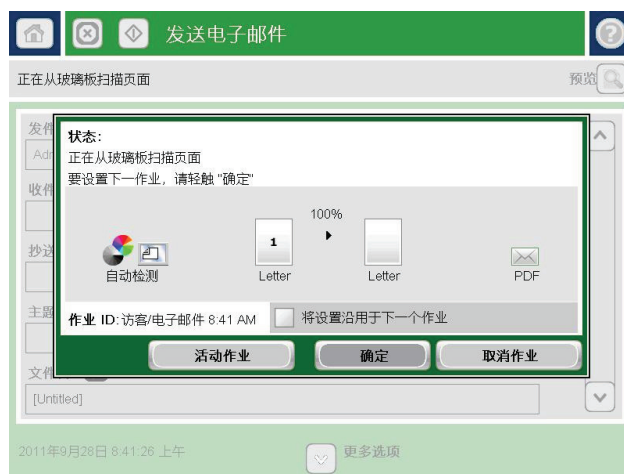 发送电子邮件
正在从玻璃板扫描页面
预览
发件
状态:
Adr
正在从玻璃板扫描页面
要设置下一作业，请轻触 "确定"
收件
100%
1
抄送
自动检测
Letter
Letter
PDF
主题
作业 ID: 访客/电子邮件 8:41 AM
将设置沿用于下一个作业
活动作业
确定
取消作业
文件
[Untitled]
2011年9月28日 8:41:26 上午
更多选项